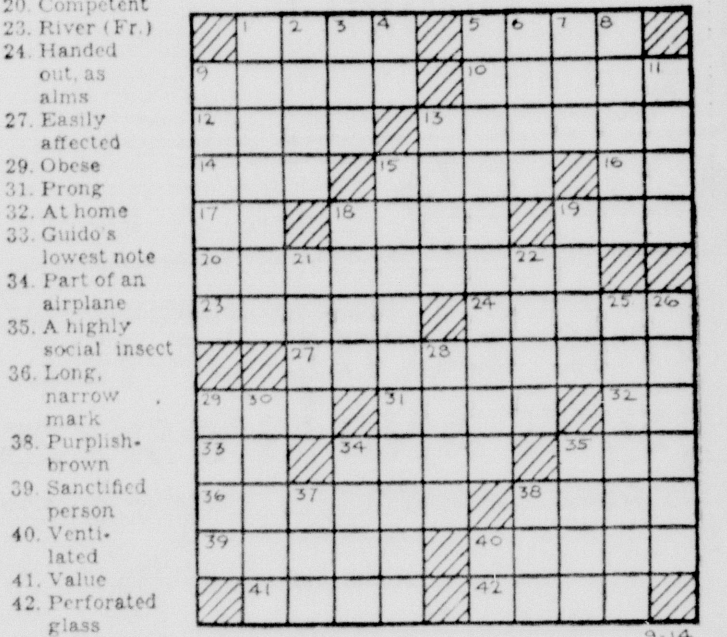 20. Competent
23. River (Fr.)
24. Handed
out, as
alms
27. Easily
affected
29. Obese
31. Prong
32. At home
33. Guido's
lowest note
34. Part of an
airplane
35. A highly
social insect
36. Long,
narrow
mark
38. Purplish-
brown
39. Sanctified
person
40. Venti-
lated
41. Value
42. Perforated
glass
1 2 3 4 5 6 7 8
9 10 11
12 13
14 15 16
17 18 19
20 21 22
23 24 25 26
27 28
29 30 31 32
33 34 35
36 37 38
39 40
41 42
9-14